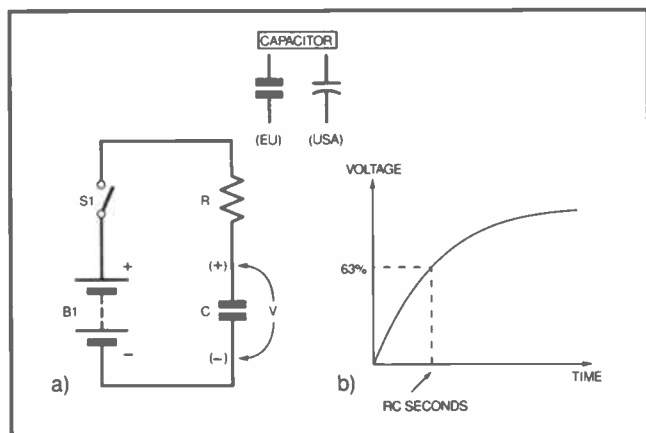 CAPACITOR
(EU) (USA)
S1
R
+
(+)
B1
C
V
−
(−)
a)
VOLTAGE
63%
b)
TIME
RC SECONDS